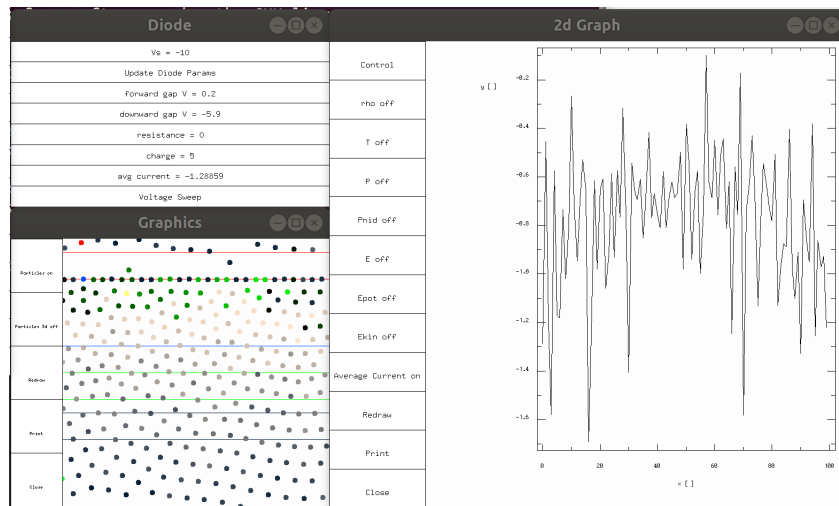 Diode
Vs = -10
Update Diode Params
forward gap V = 0.2
downward gap V = -5.9
resistance = 0
charge = 5
avg current = -1.28859
Voltage Sweep
Graphics
Particles on
Particles 3d off
Redraw
Print
Close
2d Graph
Control
rho off
T off
P off
Pnid off
E off
Epot off
Ekin off
Average Current on
Redraw
Print
Close
y []
-0.2
-0.4
-0.6
-0.8
-1.0
-1.2
-1.4
-1.6
0
20
40
60
80
100
x []